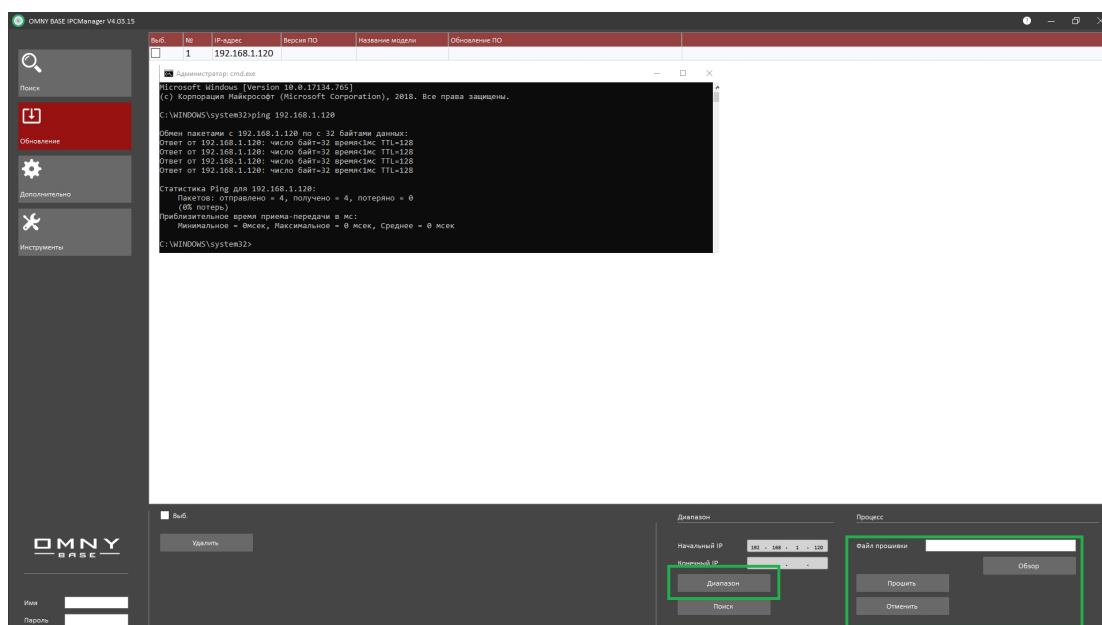 OMNY BASE IPCManager V4.03.15
Выб. № IP-адрес Версия ПО Название модели Обновление ПО
1 192.168.1.120
Поиск
Обновление
Дополнительно
Инструменты
Администратор: cmd.exe
Microsoft Windows [Version 10.0.17134.765]
(c) Корпорация Майкрософт (Microsoft Corporation), 2018. Все права защищены.
C:\WINDOWS\system32>ping 192.168.1.120
Обмен пакетами с 192.168.1.120 по с 32 байтами данных:
Ответ от 192.168.1.120: число байт=32 время<1мс TTL=128
Ответ от 192.168.1.120: число байт=32 время<1мс TTL=128
Ответ от 192.168.1.120: число байт=32 время<1мс TTL=128
Ответ от 192.168.1.120: число байт=32 время<1мс TTL=128
Статистика Ping для 192.168.1.120:
Пакетов: отправлено = 4, получено = 4, потеряно = 0
(0% потерь)
Приблизительное время приема-передачи в мс:
Минимальное = 0мсек, Максимальное = 0 мсек, Среднее = 0 мсек
C:\WINDOWS\system32>
Выб.
Удалить
Диапазон
Начальный IP 192 . 168 . 1 . 120
Конечный IP . . .
Диапазон
Поиск
Процесс
Файл прошивки
Обзор
Прошить
Отменить
OMNY
BASE
Имя
Пароль